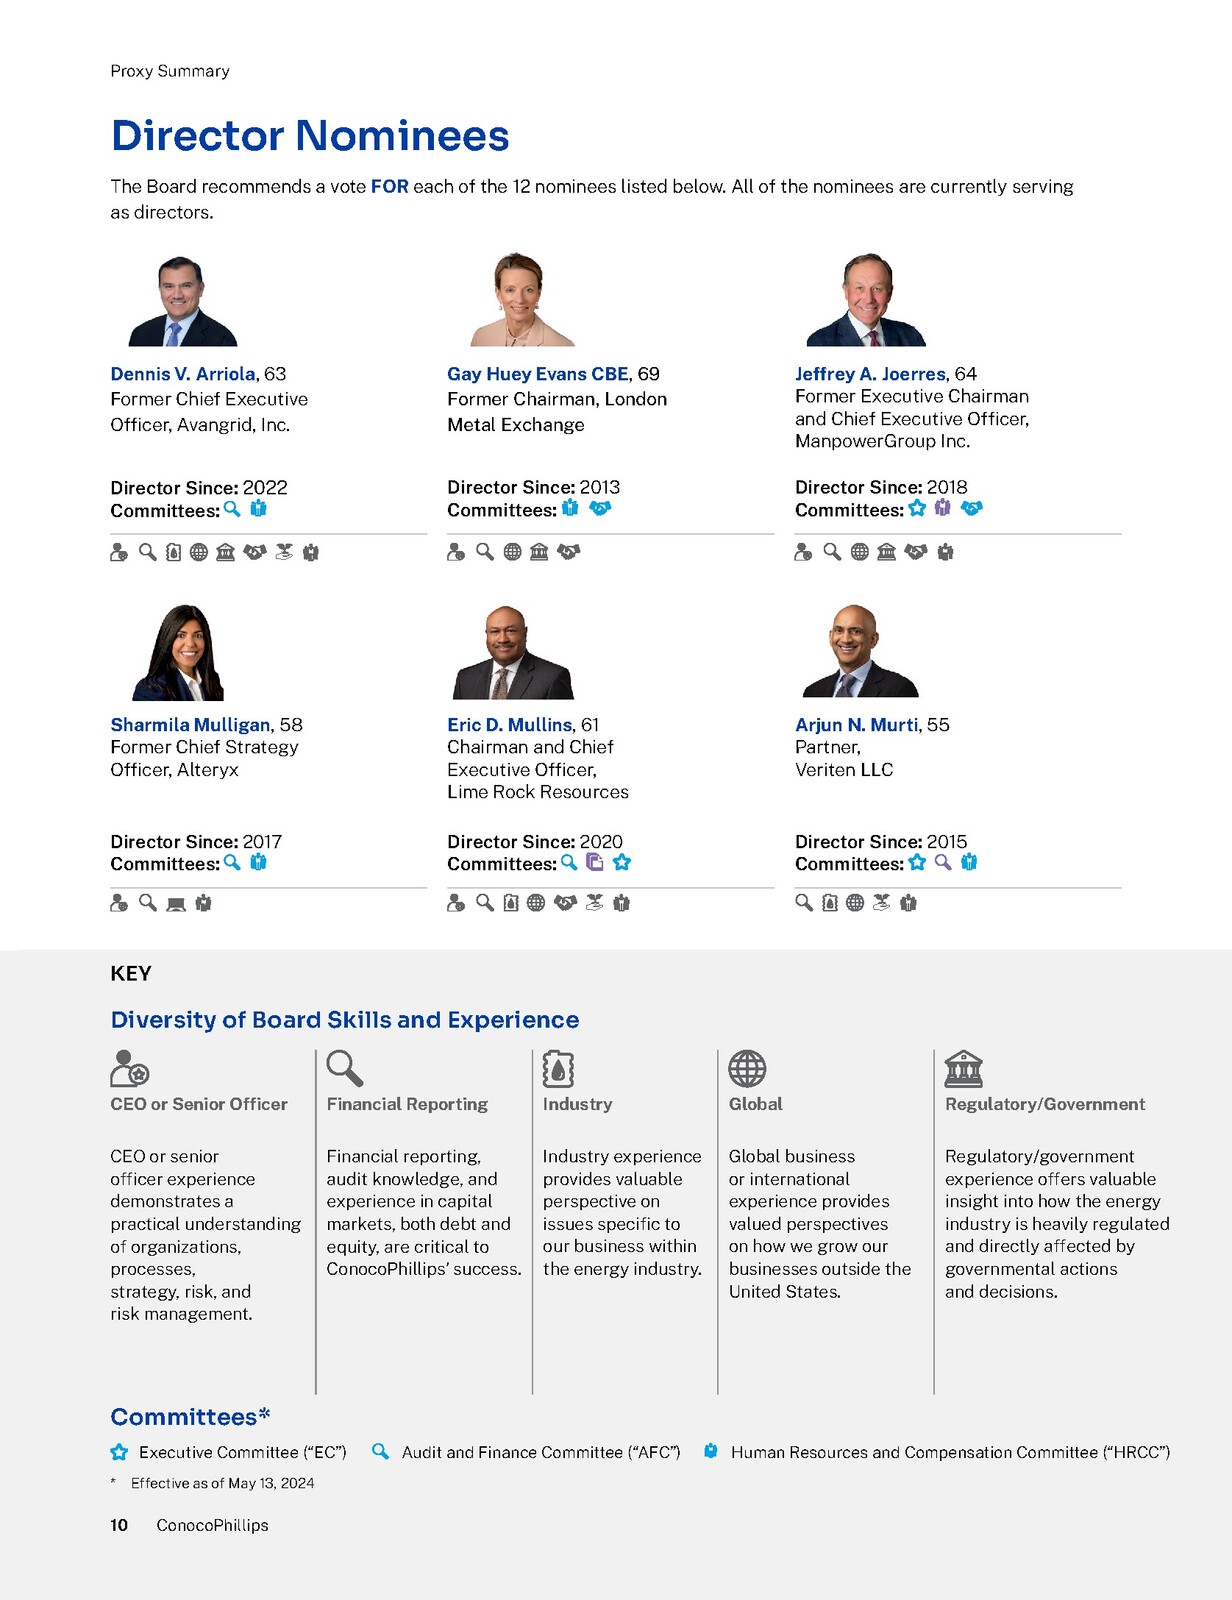 Proxy Summary
Director Nominees
The Board recommends a vote FOR each of the 12 nominees listed below. All of the nominees are currently serving
as directors.
Dennis V. Arriola, 63
Former Chief Executive
Officer, Avangrid, Inc.
Director Since: 2022
Committees:
Gay Huey Evans CBE, 69
Former Chairman, London
Metal Exchange
Director Since: 2013
Committees:
Jeffrey A. Joerres, 64
Former Executive Chairman
and Chief Executive Officer,
ManpowerGroup Inc.
Director Since: 2018
Committees:
Sharmila Mulligan, 58
Former Chief Strategy
Officer, Alteryx
Director Since: 2017
Committees:
Eric D. Mullins, 61
Chairman and Chief
Executive Officer,
Lime Rock Resources
Director Since: 2020
Committees:
Arjun N. Murti, 55
Partner,
Veriten LLC
Director Since: 2015
Committees:
KEY
Diversity of Board Skills and Experience
CEO or Senior Officer
CEO or senior
officer experience
demonstrates a
practical understanding
of organizations,
processes,
strategy, risk, and
risk management.
Financial Reporting
Financial reporting,
audit knowledge, and
experience in capital
markets, both debt and
equity, are critical to
ConocoPhillips’ success.
Industry
Industry experience
provides valuable
perspective on
issues specific to
our business within
the energy industry.
Global
Global business
or international
experience provides
valued perspectives
on how we grow our
businesses outside the
United States.
Regulatory/Government
Regulatory/government
experience offers valuable
insight into how the energy
industry is heavily regulated
and directly affected by
governmental actions
and decisions.
Committees*
Executive Committee (“EC”)
Audit and Finance Committee (“AFC”)
Human Resources and Compensation Committee (“HRCC”)
* Effective as of May 13, 2024
10 ConocoPhillips